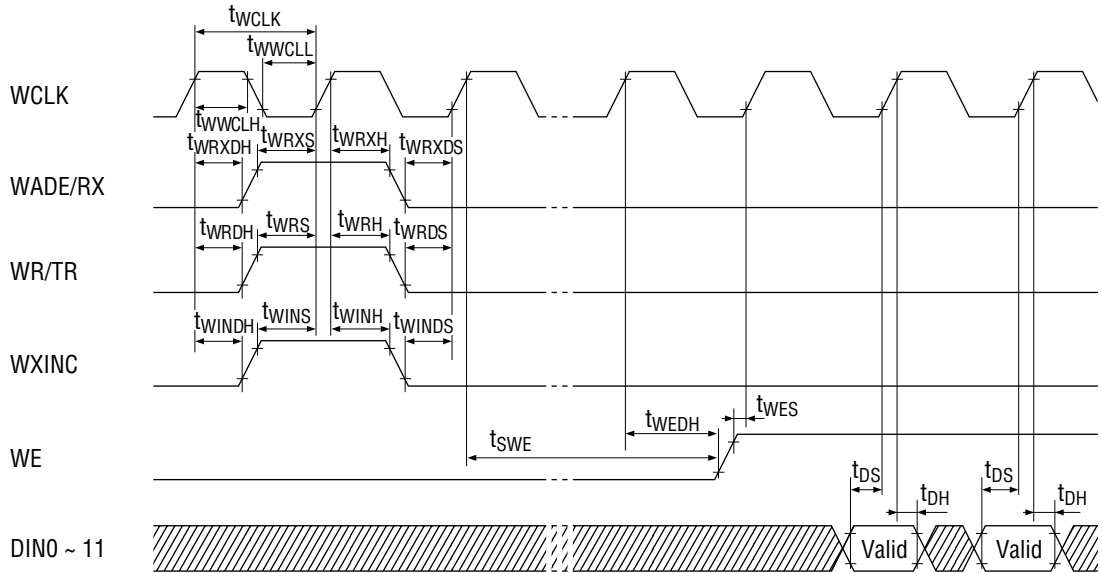 tWCLK
tWWCLL
WCLK
tWWCLH
tWRXDH tWRXS tWRXH tWRXDS
WADE/RX
tWRDH tWRS tWRH tWRDS
WR/TR
tWINDH tWINS tWINH tWINDS
WXINC
tWES
tWEDH
tSWE
WE
tDS tDS
tDH tDH
DIN0 ~ 11 Valid Valid